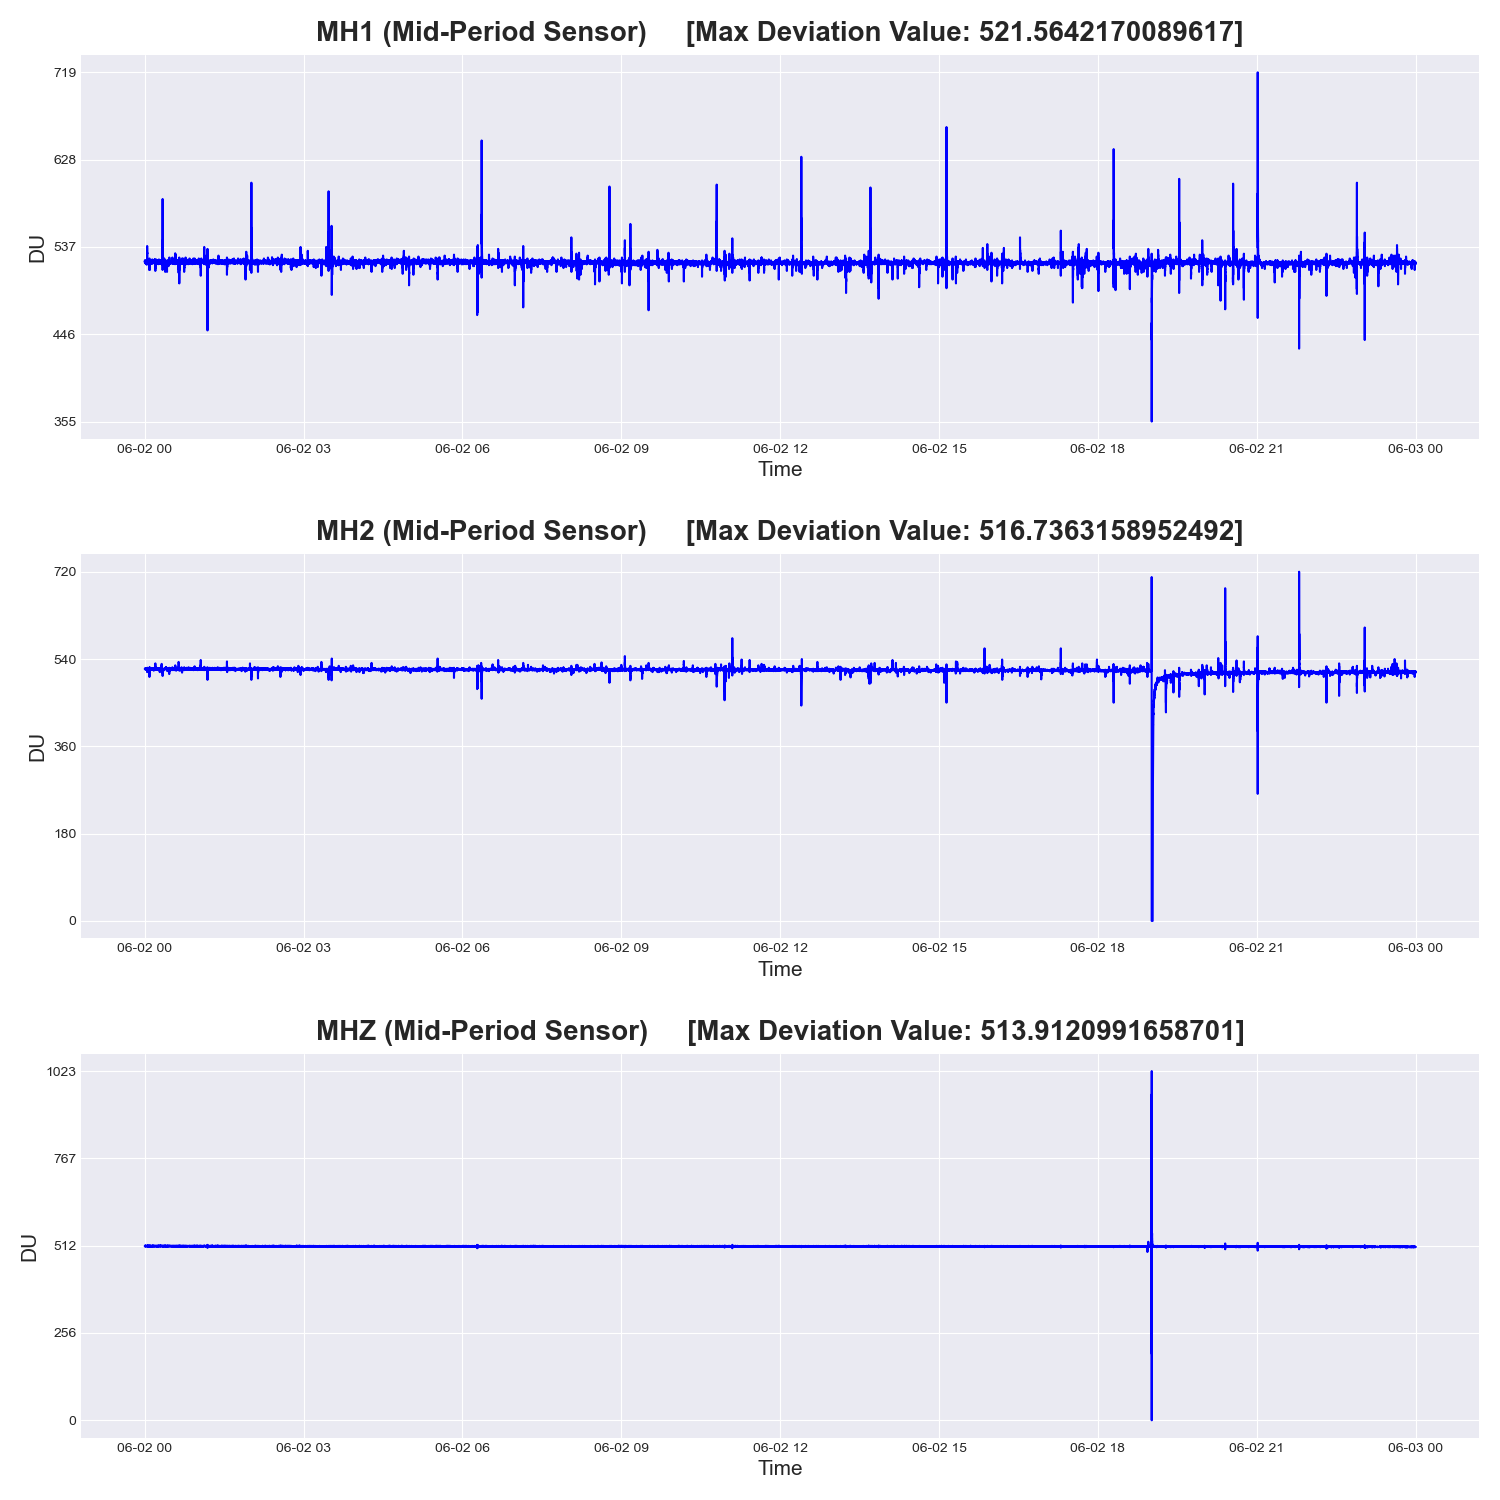 MH1 (Mid-Period Sensor) [Max Deviation Value: 521.5642170089617]
719
628
537
446
355
DU
06-02 00 06-02 03 06-02 06 06-02 09 06-02 12 06-02 15 06-02 18 06-02 21 06-03 00
Time
MH2 (Mid-Period Sensor) [Max Deviation Value: 516.7363158952492]
720
540
360
180
0
DU
06-02 00 06-02 03 06-02 06 06-02 09 06-02 12 06-02 15 06-02 18 06-02 21 06-03 00
Time
MHZ (Mid-Period Sensor) [Max Deviation Value: 513.9120991658701]
1023
767
512
256
0
DU
06-02 00 06-02 03 06-02 06 06-02 09 06-02 12 06-02 15 06-02 18 06-02 21 06-03 00
Time